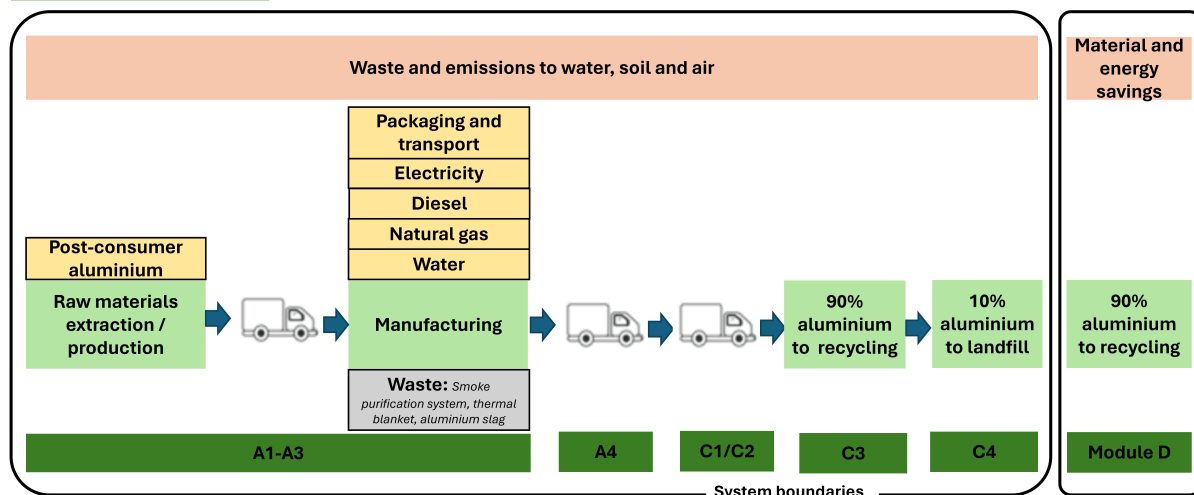 Waste and emissions to water, soil and air
Material and
energy
savings
Packaging and
transport
Electricity
Diesel
Natural gas
Water
Post-consumer
aluminium
Raw materials
extraction /
production
Manufacturing
90%
aluminium
to recycling
10%
aluminium
to landfill
90%
aluminium
to recycling
Waste: Smoke
purification system, thermal
blanket, aluminium slag
A1-A3
A4
C1/C2
C3
C4
Module D
System boundaries